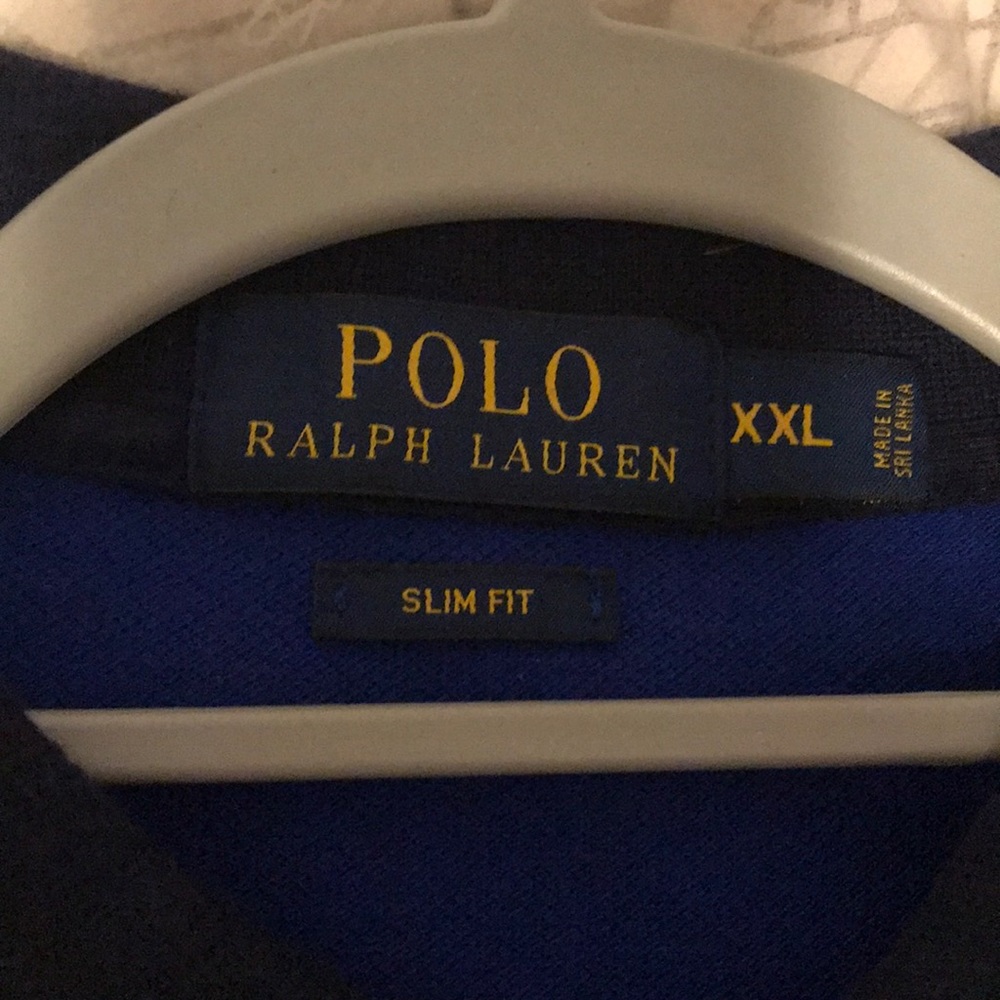 POLO
RALPH LAUREN
XXL
MADE IN
SRI LANKA
SLIM FIT